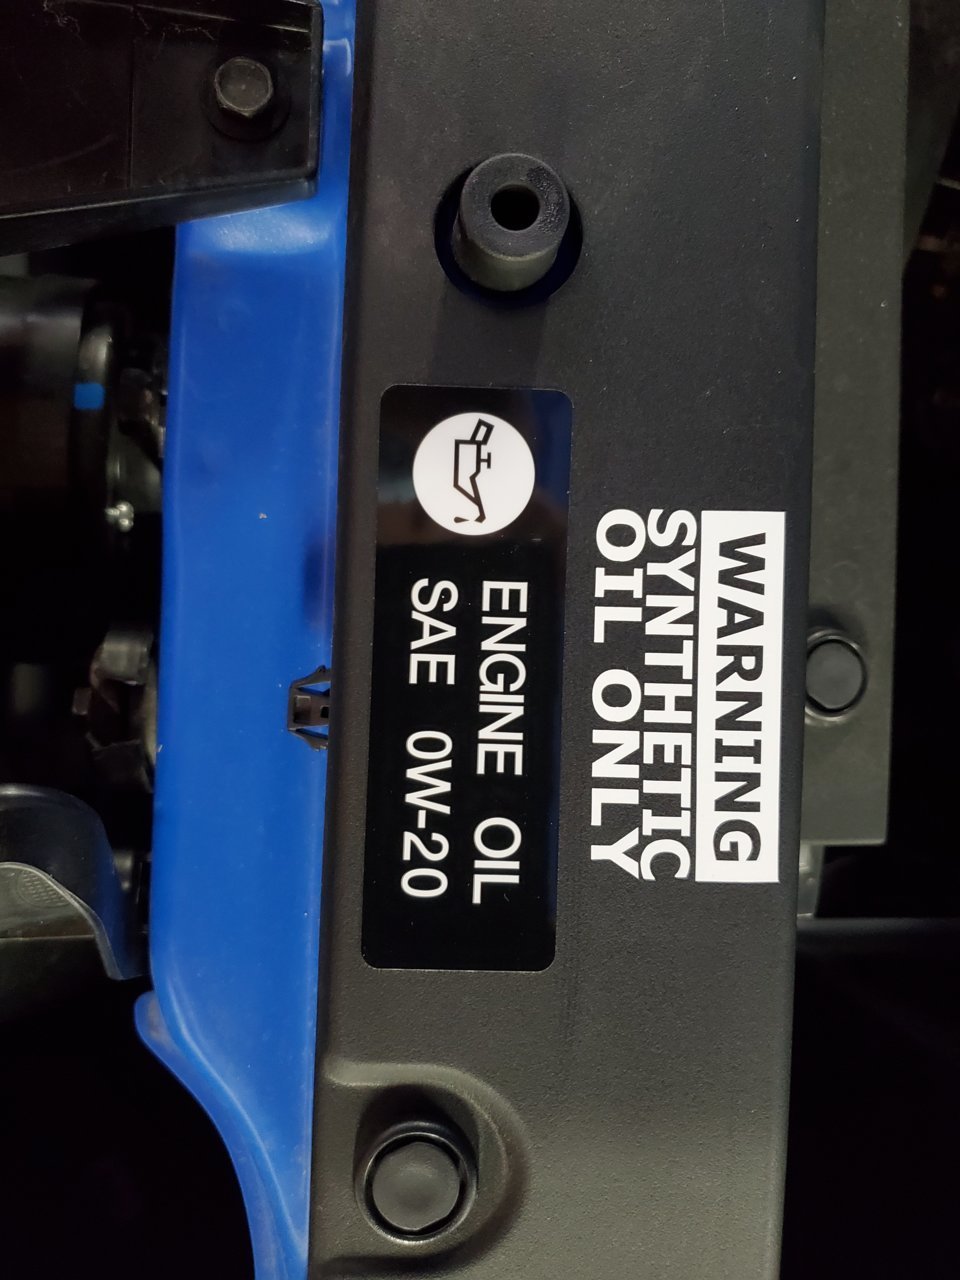 WARNING
SYNTHETIC
OIL ONLY
ENGINE OIL
SAE 0W-20